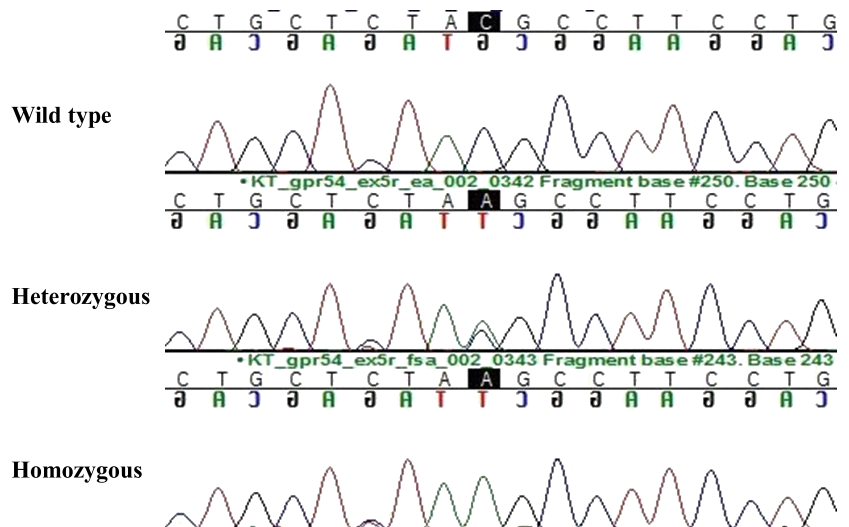 C T G C T C T A C G C C T T C C T G
G A C G A G A T G C G G A A G G A C
Wild type
•KT_gpr54_ex5r_ea_002_0342 Fragment base #250. Base 250
C T G C T C T A A G C C T T C C T G
G A C G A G A T T C G G A A G G A C
Heterozygous
•KT_gpr54_ex5r_fsa_002_0343 Fragment base #243. Base 243
C T G C T C T A A G C C T T C C T G
G A C G A G A T T C G G A A G G A C
Homozygous